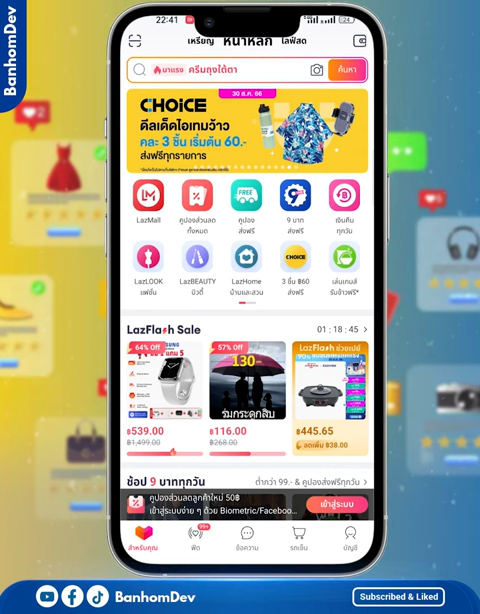 BanhomDev
22:41
24
เหรียญ หน้าหลัก ไลฟ์สด
มาแรง ครีมถุงใต้ตา ค้นหา
30 ส.ค. 66
CHOiCE
ดีลเด็ดไอเทมว้าว
คละ 3 ชิ้น เริ่มต้น 60.-
ส่งฟรีทุกรายการ
LM
FREE
9
฿
CHOiCE
LazMall
คูปองส่วนลด
ทั้งหมด
คูปอง
ส่งฟรี
9 บาท
ส่งฟรี
เงินคืน
ทุกวัน
LazLOOK
แฟชั่น
LazBEAUTY
บิวตี้
LazHome
บ้านและสวน
3 ชิ้น ฿60
ส่งฟรี
เล่นเกมส์
รับข้าวฟรี*
LazFlash Sale 01 : 18 : 45 >
64% Off
57% Off
LazFlash ช่วยเปย์
SAMSUNG
130-
ร่มกระดูกสิบ
฿539.00
฿1,499.00
฿116.00
฿268.00
฿445.65
ลดเพิ่ม ฿38.00
ช้อป 9 บาททุกวัน ต่ำกว่า 99.- & คูปองส่งฟรีทุกวัน >
คูปองส่วนลดลูกค้าใหม่ 50฿
เข้าสู่ระบบง่าย ๆ ด้วย Biometric/Faceboo...
เข้าสู่ระบบ
99+
สำหรับคุณ ฟีด ข้อความ รถเข็น บัญชี
BanhomDev
Subscribed & Liked